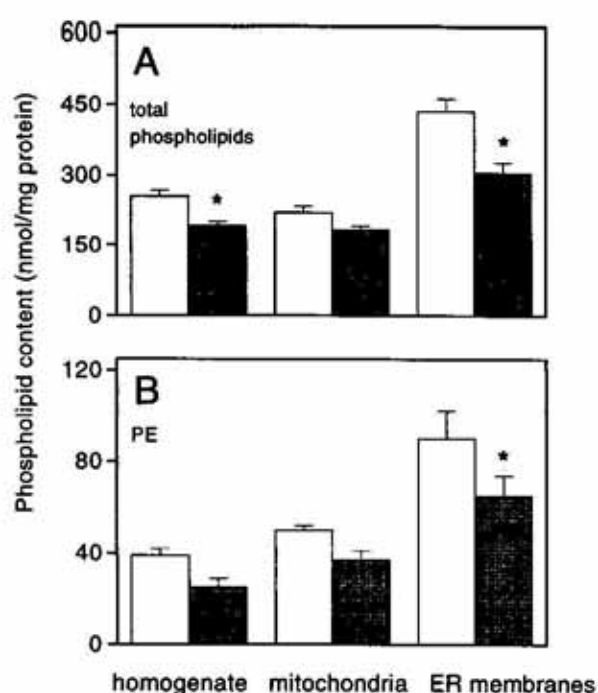 Phospholipid content (nmol/mg protein)
600
450
300
150
0
A
total
phospholipids
*
*
120
80
40
0
B
PE
*
homogenate mitochondria ER membranes